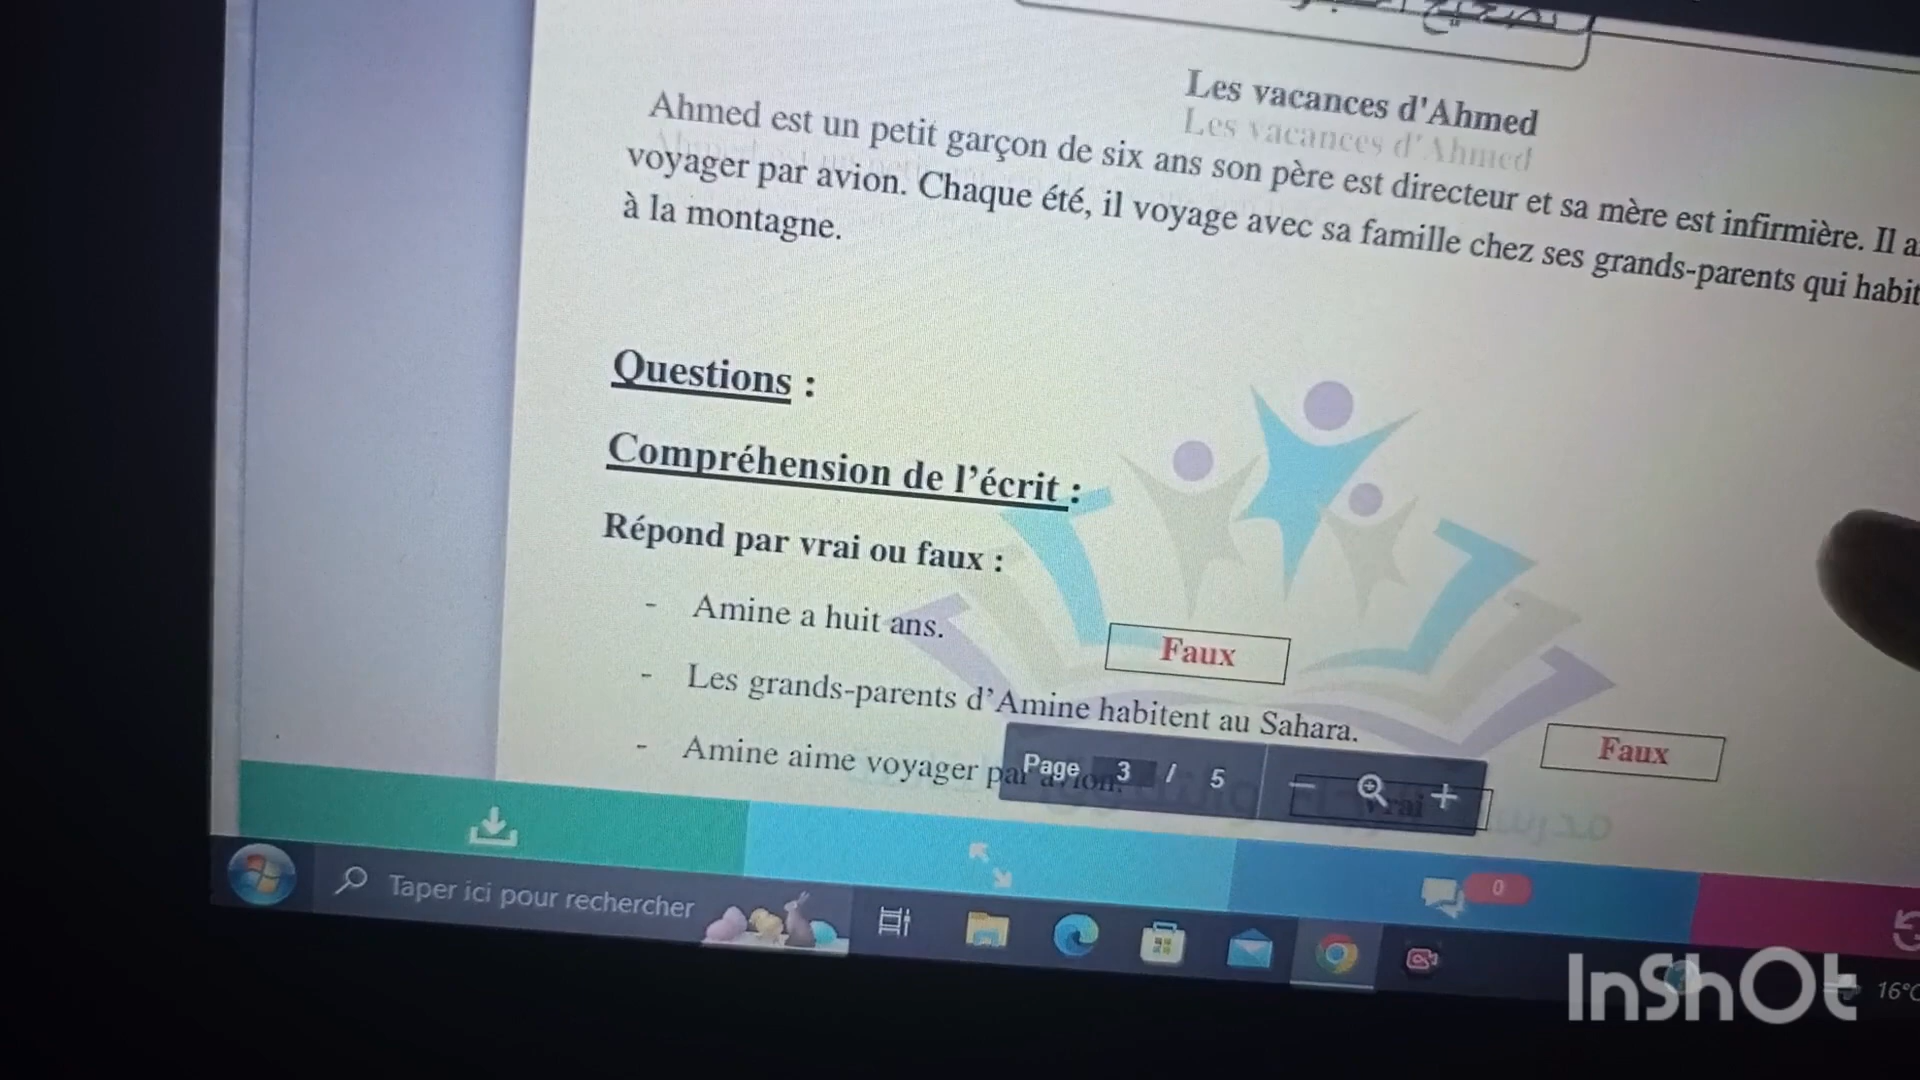 Les vacances d'Ahmed
Les vacances d'Ahmed
Ahmed est un petit garçon de six ans son père est directeur et sa mère est infirmière. Il a
voyager par avion. Chaque été, il voyage avec sa famille chez ses grands-parents qui habit
à la montagne.
Questions :
Compréhension de l'écrit :
Répond par vrai ou faux :
- Amine a huit ans.
Faux
- Les grands-parents d'Amine habitent au Sahara.
Faux
- Amine aime voyager par avion.
Vrai
Page 3 / 5
0
Taper ici pour rechercher
16°C
InShOt